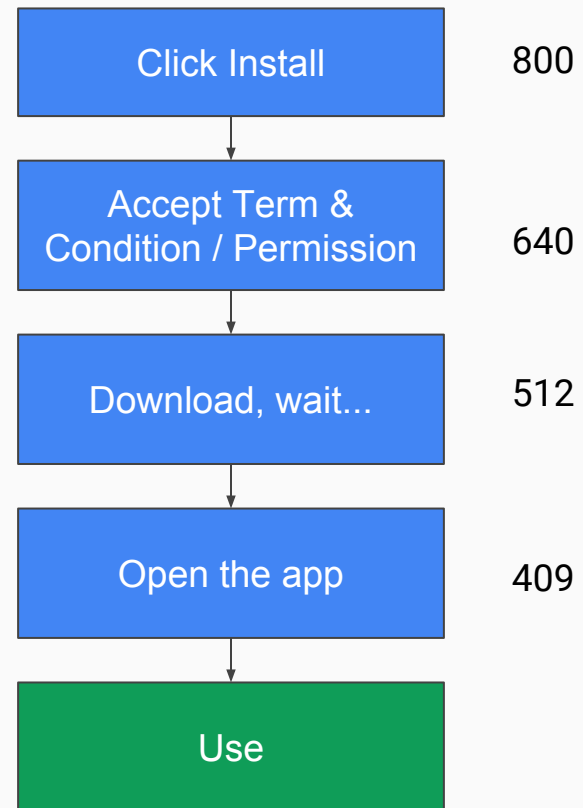 Click Install
800
Accept Term &
Condition / Permission
640
Download, wait...
512
Open the app
409
Use